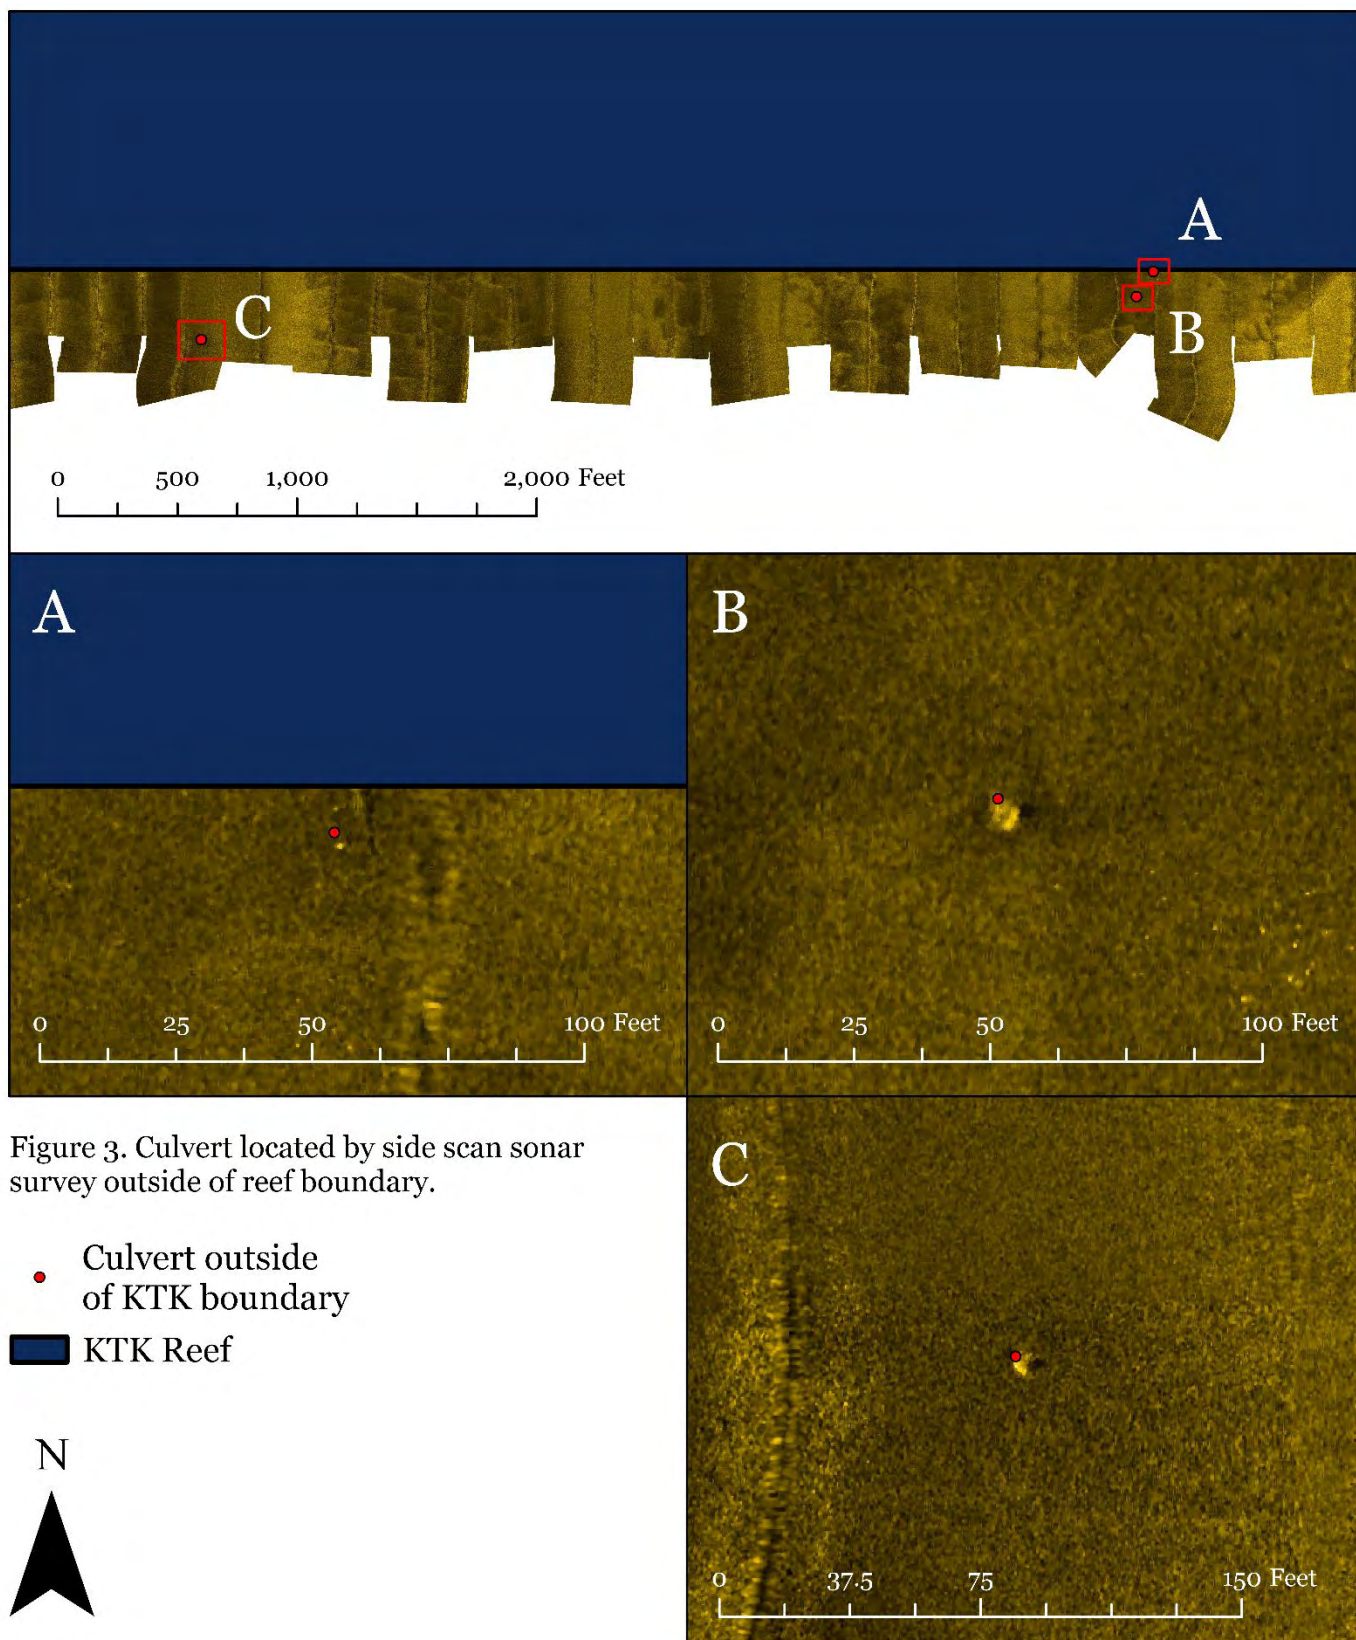 A
C
B
0 500 1,000 2,000 Feet
A
B
0 25 50 100 Feet
0 25 50 100 Feet
Figure 3. Culvert located by side scan sonar
survey outside of reef boundary.
C
Culvert outside
of KTK boundary
KTK Reef
N
0 37.5 75 150 Feet